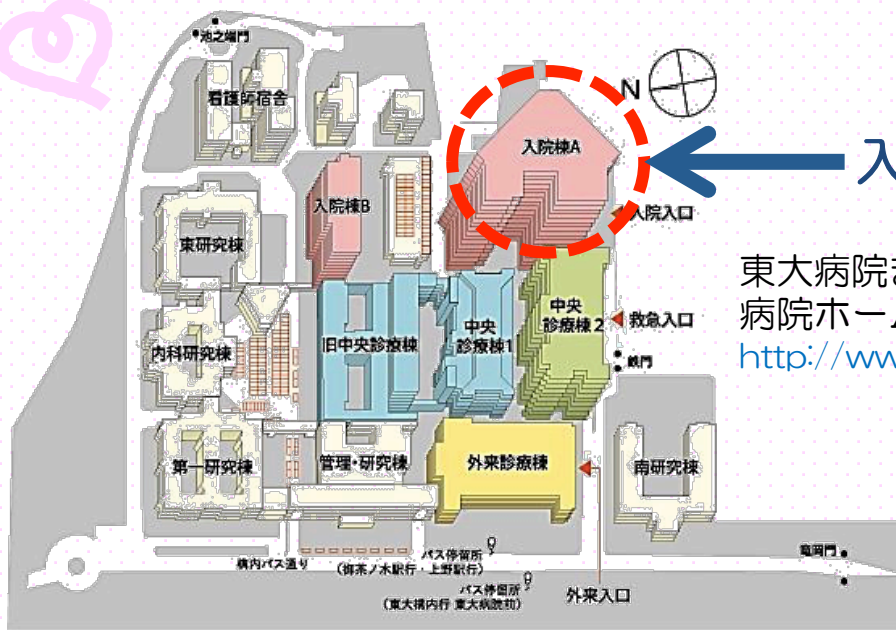 池之端門
看護師宿舎
N
入院棟A
入
入院棟B
入院入口
東研究棟
東大病院
病院ホーム
http://ww
中央
診療棟2
救急入口
旧中央診療棟
中央
診療棟1
内科研究棟
鉄門
第一研究棟
管理・研究棟
外来診療棟
南研究棟
構内バス通り
バス停留所
(御茶ノ木駅行・上野駅行)
竜岡門
バス停留所
(東大構内行 東大病院前)
外来入口